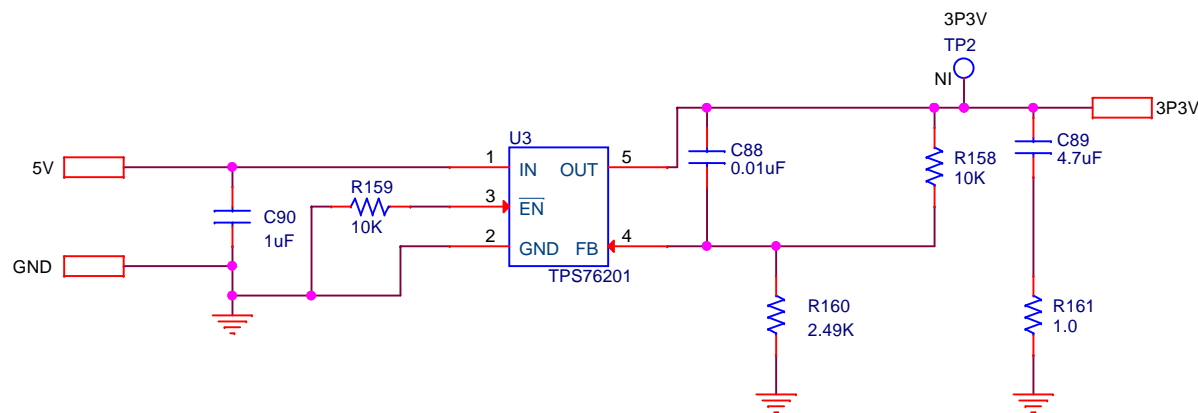 3P3V
TP2
NI
3P3V
U3
5V
1
IN
OUT
5
C88
0.01uF
R158
10K
C89
4.7uF
R159
10K
3
EN
C90
1uF
2
GND
FB
4
GND
TPS76201
R160
2.49K
R161
1.0